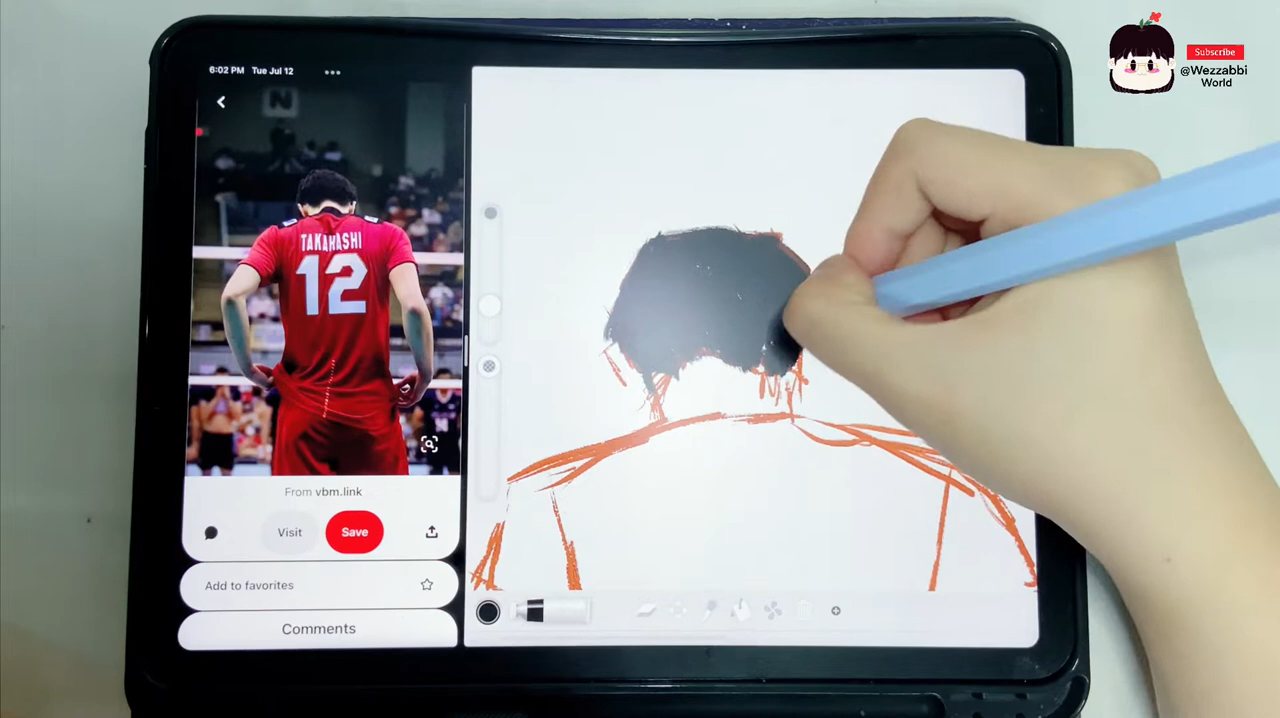 6:02 PM Tue Jul 12
N
TAKAHASHI
12
From vbm.link
Visit
Save
Add to favorites
Comments
Subscribe
@Wezzabbi
World